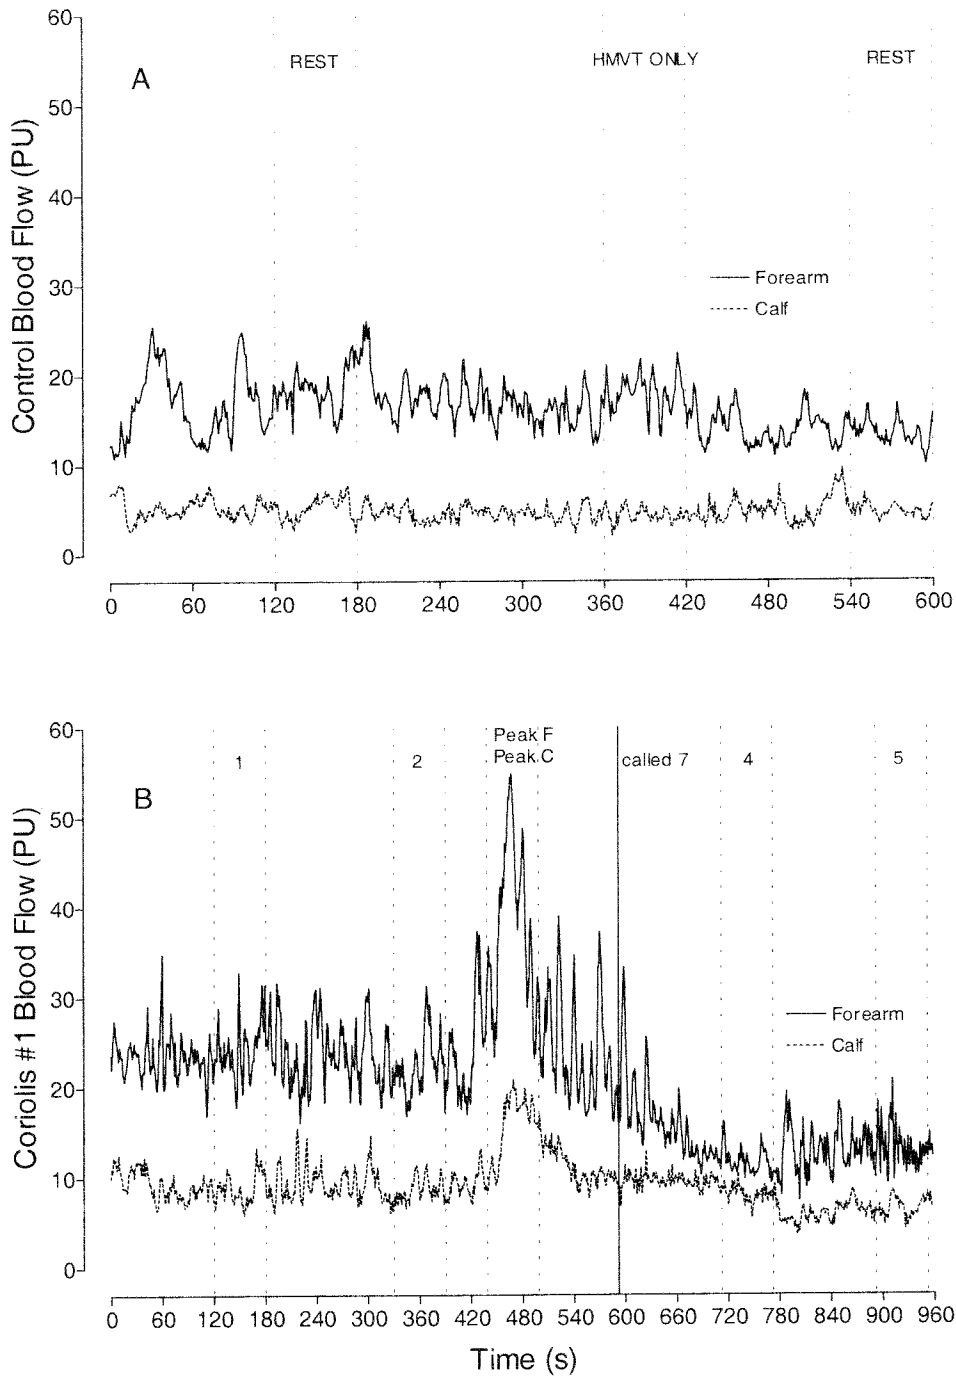 60
50
40
30
20
10
0
Control Blood Flow (PU)
A
REST
HMVT ONLY
REST
Forearm
Calf
0 60 120 180 240 300 360 420 480 540 600
60
50
40
30
20
10
0
Coriolis #1 Blood Flow (PU)
B
1
2
Peak F
Peak C
called 7
4
5
Forearm
Calf
0 60 120 180 240 300 360 420 480 540 600 660 720 780 840 900 960
Time (s)